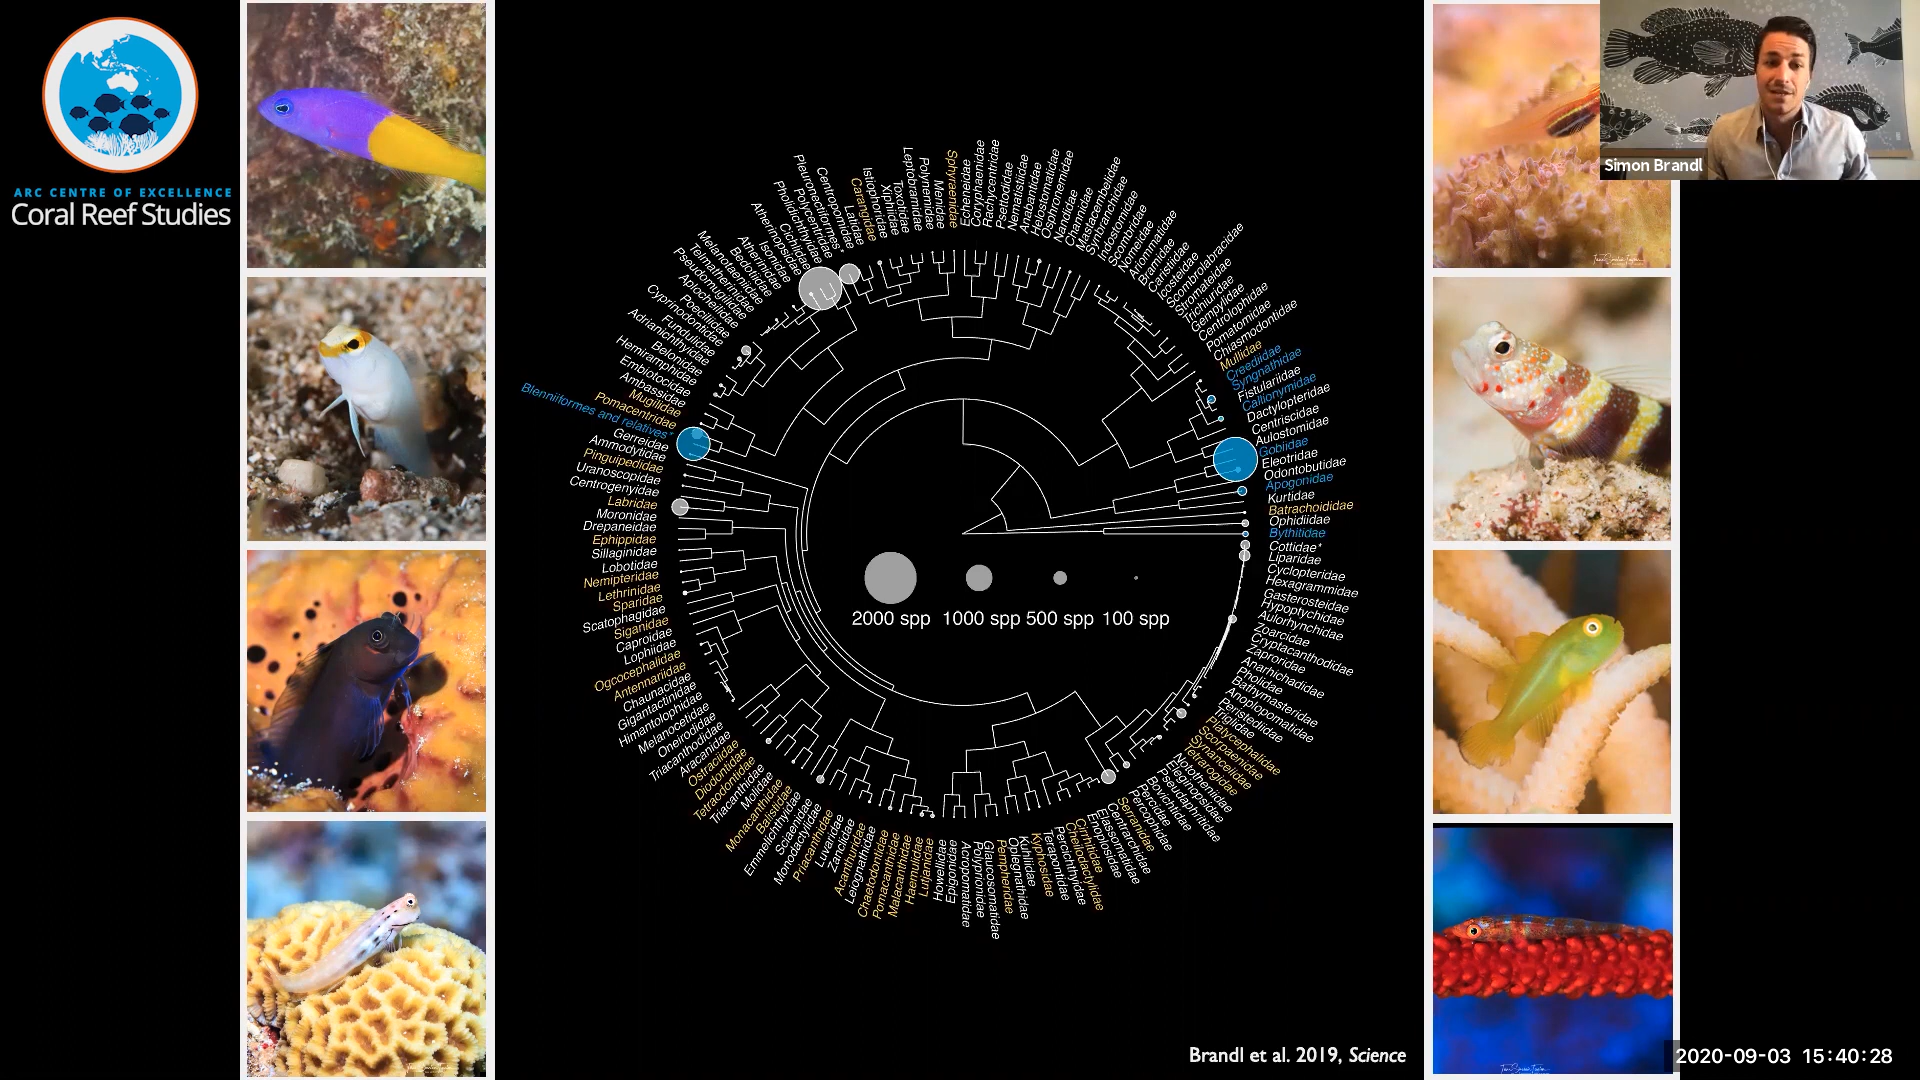 ARC CENTRE OF EXCELLENCE
Coral Reef Studies
Simon Brandl
Sphyraenidae
Echeneidae
Coryphaenidae
Rachycentridae
Psettodidae
Nematistiidae
Anabantidae
Helostomatidae
Osphronemidae
Nandidae
Channidae
Mastacembelidae
Synbranchidae
Indostomidae
Scombridae
Nomeidae
Ariommatidae
Bramidae
Caristiidae
Icosteidae
Scombrolabracidae
Stromateidae
Trichiuridae
Gempylidae
Centrolophidae
Pomatomidae
Chiasmodontidae
Mullidae
Creediidae
Syngnathidae
Fistulariidae
Callionymidae
Dactylopteridae
Centriscidae
Aulostomidae
Gobiidae
Eleotridae
Odontobutidae
Apogonidae
Kurtidae
Batrachoididae
Ophidiidae
Bythitidae
Cottidae*
Liparidae
Cyclopteridae
Hexagrammidae
Gasterosteidae
Hypoptychidae
Aulorhynchidae
Zoarcidae
Cryptacanthodidae
Zaproridae
Anarhichadidae
Pholidae
Bathymasteridae
Anoplopomatidae
Peristediidae
Triglidae
Platycephalidae
Scorpaenidae
Synanceiidae
Tetrarogidae
Nototheniidae
Eleginopsidae
Pseudaphritidae
Bovichtidae
Percidae
Percophidae
Serranidae
Centrarchidae
Elassomatidae
Enoplosidae
Cirrhitidae
Cheilodactylidae
Percichthyidae
Terapontidae
Kyphosidae
Kuhliidae
Oplegnathidae
Pempheridae
Glaucosomatidae
Polyprionidae
Acropomatidae
Epigonidae
Howellidae
Lutjanidae
Haemulidae
Malacanthidae
Pomacanthidae
Chaetodontidae
Leiognathidae
Acanthuridae
Zanclidae
Luvaridae
Priacanthidae
Monodactylidae
Sciaenidae
Emmelichthyidae
Balistidae
Monacanthidae
Molidae
Triacanthidae
Tetraodontidae
Diodontidae
Ostraciidae
Aracanidae
Triacanthodidae
Oneirodidae
Melanocetidae
Himantolophidae
Gigantactinidae
Chaunacidae
Antennariidae
Ogcocephalidae
Lophiidae
Caproidae
Siganidae
Scatophagidae
Sparidae
Lethrinidae
Nemipteridae
Lobotidae
Sillaginidae
Ephippidae
Drepaneidae
Moronidae
Labridae
Centrogenyidae
Uranoscopidae
Pinguipedidae
Ammodytidae
Gerreidae
Blenniiformes and relatives*
Pomacentridae
Mugilidae
Ambassidae
Embiotocidae
Hemiramphidae
Belonidae
Adrianichthyidae
Fundulidae
Cyprinodontidae
Poeciliidae
Aplocheilidae
Pseudomugilidae
Telmatherinidae
Melanotaeniidae
Bedotiidae
Atherinidae
Isonidae
Atherinopsidae
Cichlidae
Pholidichthyidae
Polycentridae
Pleuronectiformes*
Centropomidae
Latidae
Carangidae
Istiophoridae
Xiphiidae
Toxotidae
Leptobramidae
Polynemidae
Menidae
2000 spp 1000 spp 500 spp 100 spp
Brandl et al. 2019, Science
2020-09-03 15:40:28